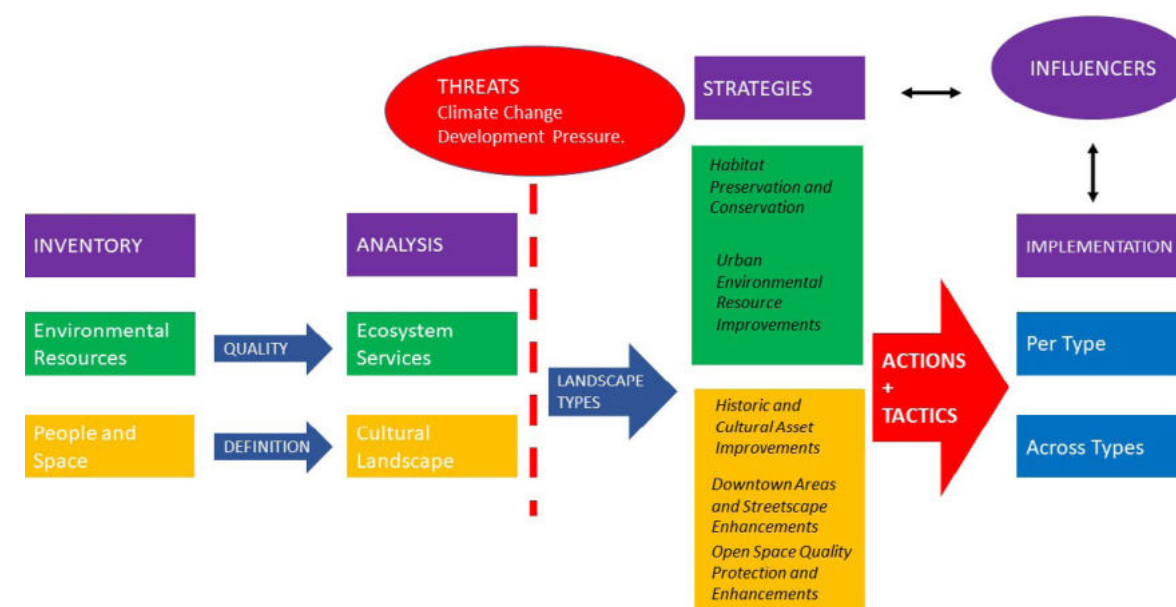 THREATS
Climate Change
Development Pressure.
STRATEGIES
INFLUENCERS
Habitat
Preservation and
Conservation
Urban
Environmental
Resource
Improvements
INVENTORY
ANALYSIS
IMPLEMENTATION
Environmental
Resources
QUALITY
Ecosystem
Services
LANDSCAPE
TYPES
ACTIONS
+
TACTICS
Per Type
People and
Space
DEFINITION
Cultural
Landscape
Historic and
Cultural Asset
Improvements
Downtown Areas
and Streetscape
Enhancements
Open Space Quality
Protection and
Enhancements
Across Types